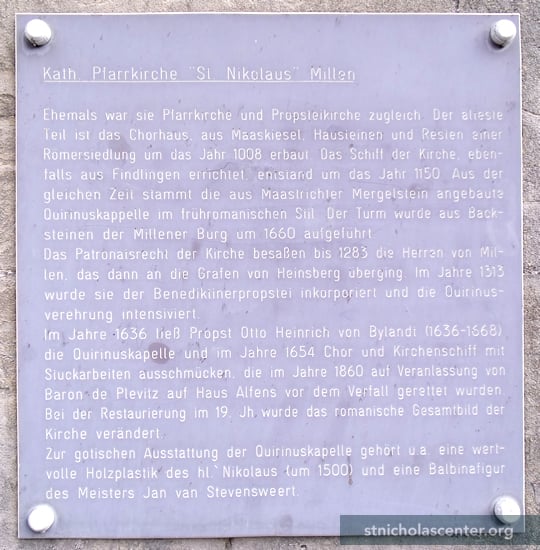 Kath. Pfarrkirche "St. Nikolaus" Millen
Ehemals war sie Pfarrkirche und Propsteikirche zugleich. Der älteste
Teil ist das Chorhaus, aus Maaskiesel, Hausteinen und Resten einer
Römersiedlung um das Jahr 1008 erbaut. Das Schiff der Kirche, eben-
falls aus Findlingen errichtet, entstand um das Jahr 1150. Aus der
gleichen Zeit stammt die aus Maastrichter Mergelstein angebaute
Quirinuskappelle im frühromanischen Stil. Der Turm wurde aus Back-
steinen der Millener Burg um 1660 aufgeführt.
Das Patronatsrecht der Kirche besaßen bis 1283 die Herren von Mil-
len, das dann an die Grafen von Heinsberg überging. Im Jahre 1313
wurde sie der Benediktinerpropstei inkorporiert und die Quirinus-
verehrung intensiviert.
Im Jahre 1636 ließ Propst Otto Heinrich von Bylandt (1636-1668)
die Quirinuskapelle und im Jahre 1654 Chor und Kirchenschiff mit
Stuckarbeiten ausschmücken, die im Jahre 1860 auf Veranlassung von
Baron de Plevitz auf Haus Alfens vor dem Verfall gerettet wurden.
Bei der Restaurierung im 19. Jh. wurde das romanische Gesamtbild der
Kirche verändert.
Zur gotischen Ausstattung der Quirinuskapelle gehört u.a. eine wert-
volle Holzplastik des hl. Nikolaus (um 1500) und eine Balbinafigur
des Meisters Jan van Stevensweert.
stnicholascenter.org